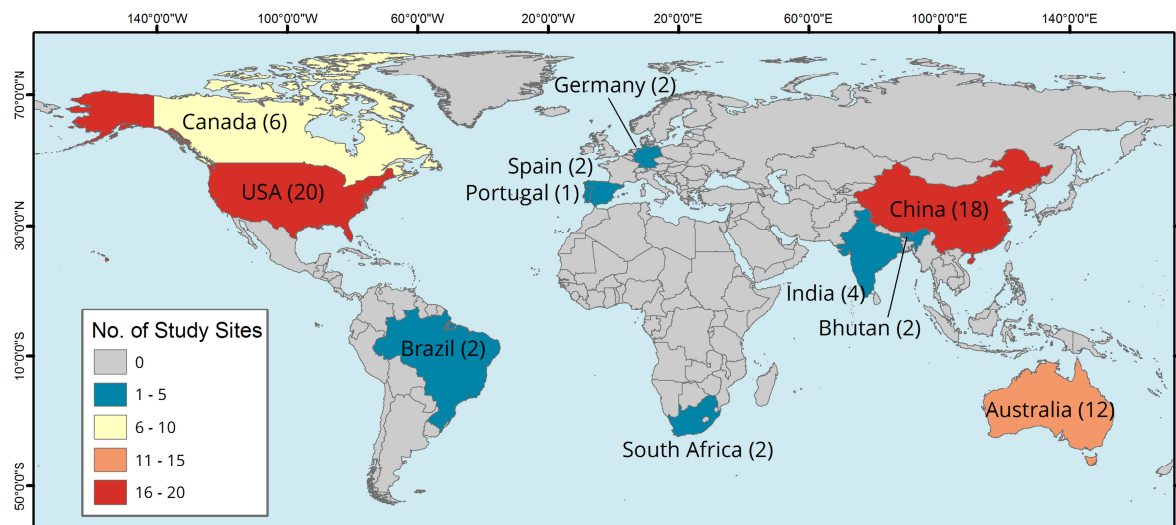 140°0'0"W 100°0'0"W 60°0'0"W 20°0'0"W 20°0'0"E 60°0'0"E 100°0'0"E 140°0'0"E
70°0'0"N
30°0'0"N
10°0'0"S
50°0'0"S
Germany (2)
Canada (6)
Spain (2)
USA (20)
Portugal (1)
China (18)
India (4)
Bhutan (2)
Brazil (2)
Australia (12)
South Africa (2)
No. of Study Sites
0
1 - 5
6 - 10
11 - 15
16 - 20